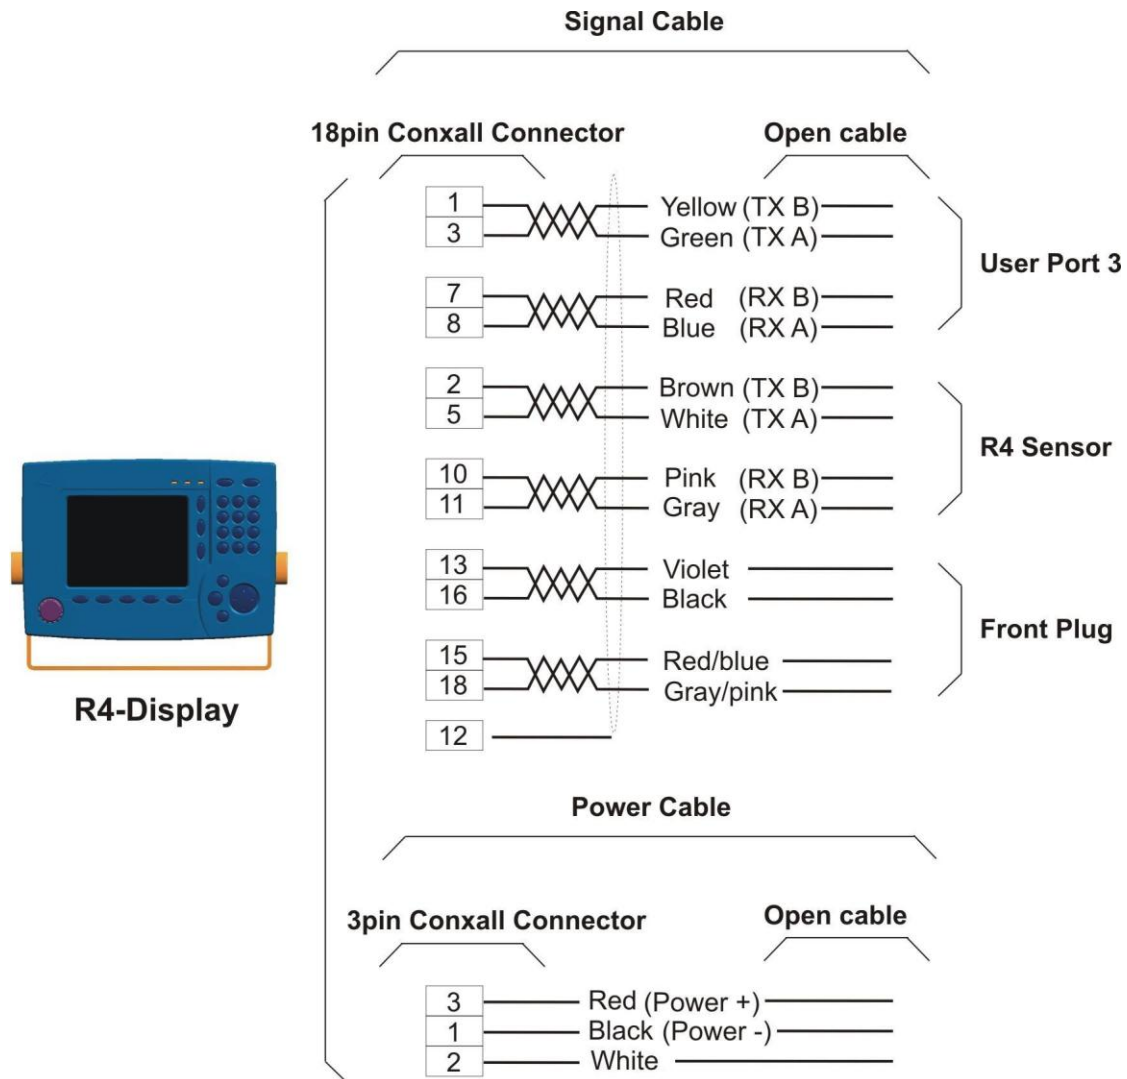 Signal Cable
18pin Conxall Connector Open cable
1 Yellow (TX B)
3 Green (TX A)
User Port 3
7 Red (RX B)
8 Blue (RX A)
2 Brown (TX B)
5 White (TX A)
R4 Sensor
10 Pink (RX B)
11 Gray (RX A)
13 Violet
16 Black
Front Plug
15 Red/blue
18 Gray/pink
R4-Display
12
Power Cable
3pin Conxall Connector Open cable
3 Red (Power +)
1 Black (Power -)
2 White